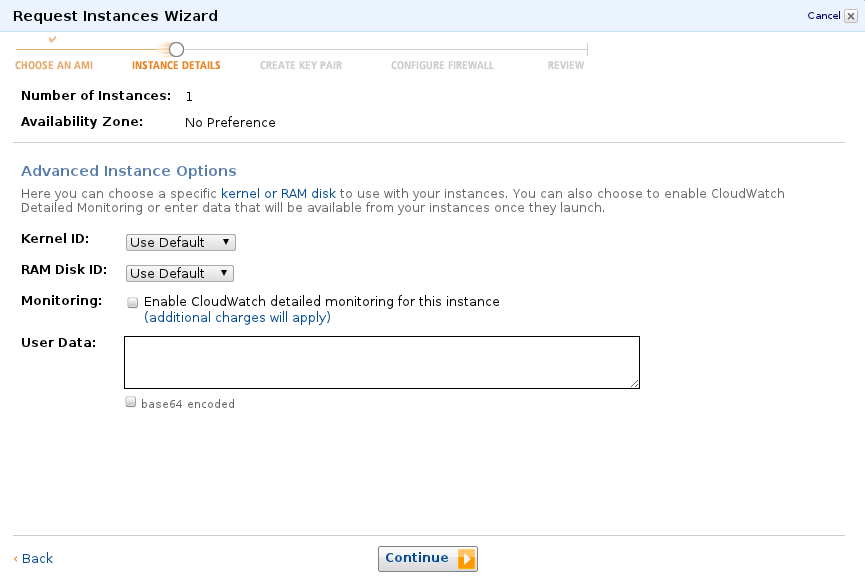 Request Instances Wizard
Cancel
CHOOSE AN AMI INSTANCE DETAILS CREATE KEY PAIR CONFIGURE FIREWALL REVIEW
Number of Instances: 1
Availability Zone: No Preference
Advanced Instance Options
Here you can choose a specific kernel or RAM disk to use with your instances. You can also choose to enable CloudWatch
Detailed Monitoring or enter data that will be available from your instances once they launch.
Kernel ID: Use Default
RAM Disk ID: Use Default
Monitoring: Enable CloudWatch detailed monitoring for this instance
(additional charges will apply)
User Data:
base64 encoded
‹ Back
Continue